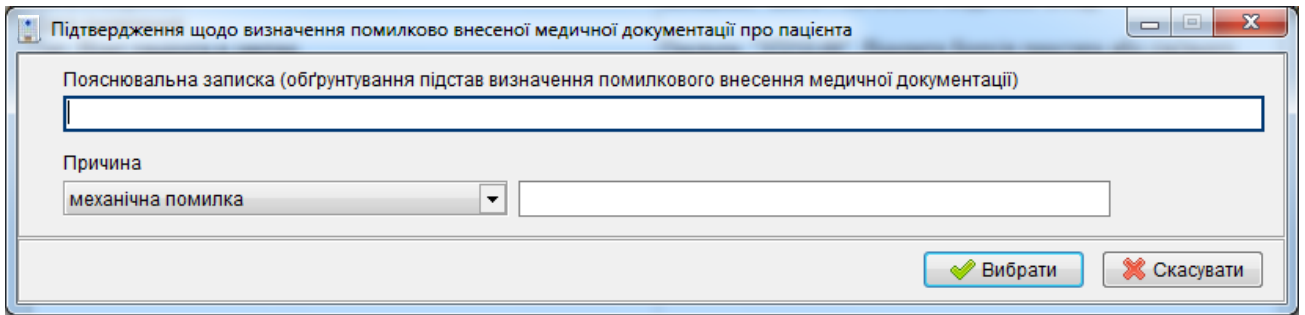 Підтвердження щодо визначення помилково внесеної медичної документації про пацієнта
Пояснювальна записка (обґрунтування підстав визначення помилкового внесення медичної документації)
Причина
механічна помилка
Вибрати Скасувати